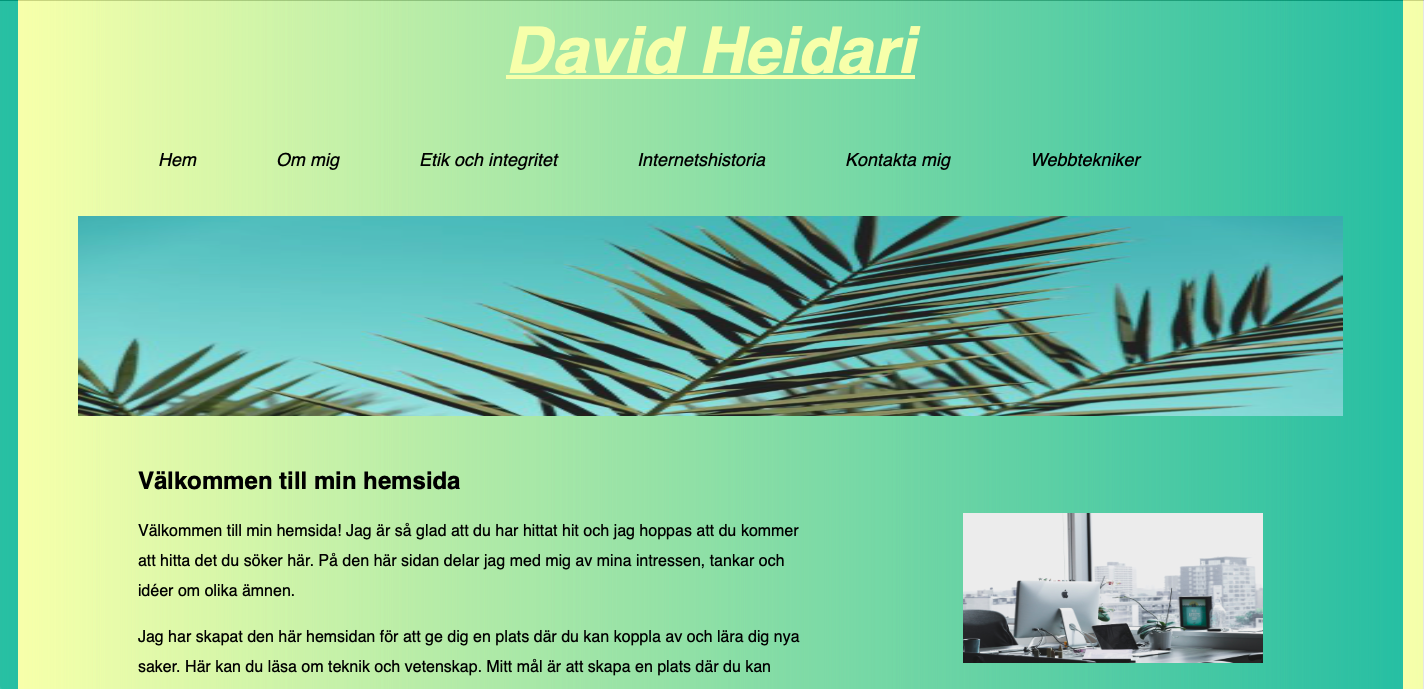 David Heidari
Hem Om mig Etik och integritet Internetshistoria Kontakta mig Webbtekniker
Välkommen till min hemsida
Välkommen till min hemsida! Jag är så glad att du har hittat hit och jag hoppas att du kommer
att hitta det du söker här. På den här sidan delar jag med mig av mina intressen, tankar och
idéer om olika ämnen.
Jag har skapat den här hemsidan för att ge dig en plats där du kan koppla av och lära dig nya
saker. Här kan du läsa om teknik och vetenskap. Mitt mål är att skapa en plats där du kan